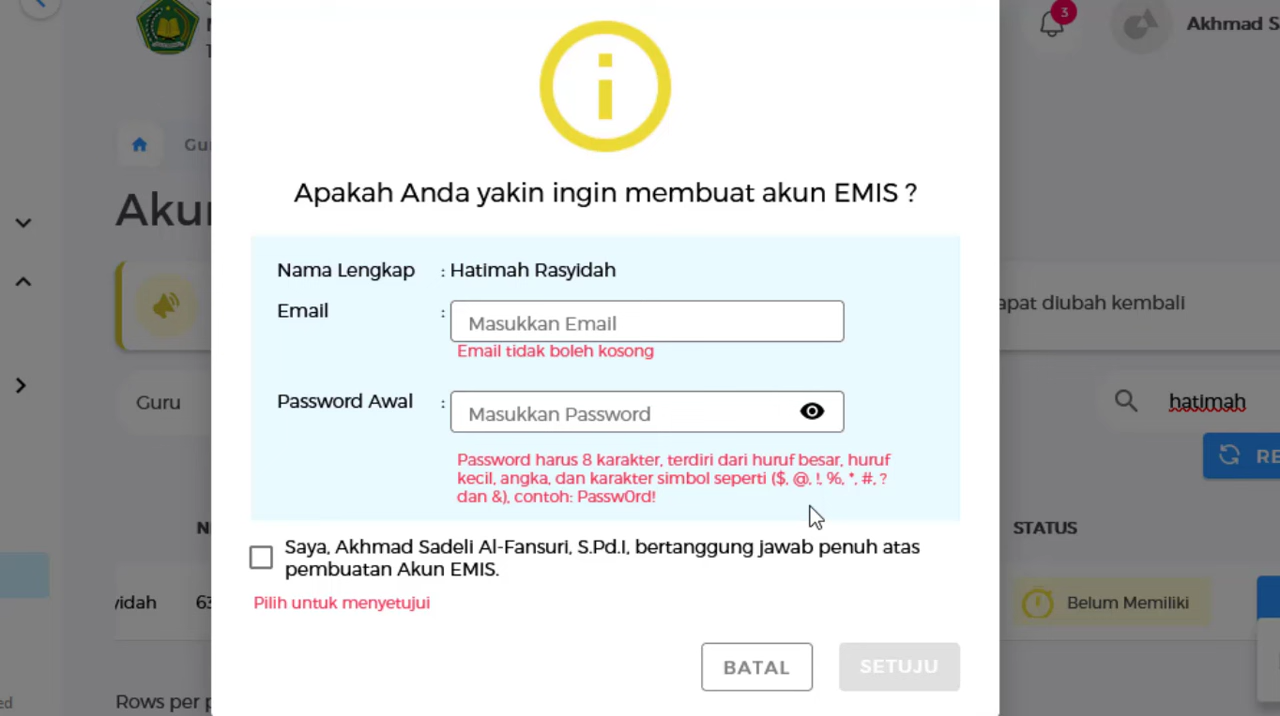 3
Akhmad S
Gu
Apakah Anda yakin ingin membuat akun EMIS ?
Aku
Nama Lengkap : Hatimah Rasyidah
Email : Masukkan Email
Email tidak boleh kosong
apat diubah kembali
Password Awal : Masukkan Password
Guru
hatimah
Password harus 8 karakter, terdiri dari huruf besar, huruf
kecil, angka, dan karakter simbol seperti ($, @, !, %, *, #, ?
dan &), contoh: Passw0rd!
RE
N
STATUS
Saya, Akhmad Sadeli Al-Fansuri, S.Pd.I, bertanggung jawab penuh atas
pembuatan Akun EMIS.
yidah 63
Pilih untuk menyetujui
Belum Memiliki
BATAL
SETUJU
Rows per p
ed